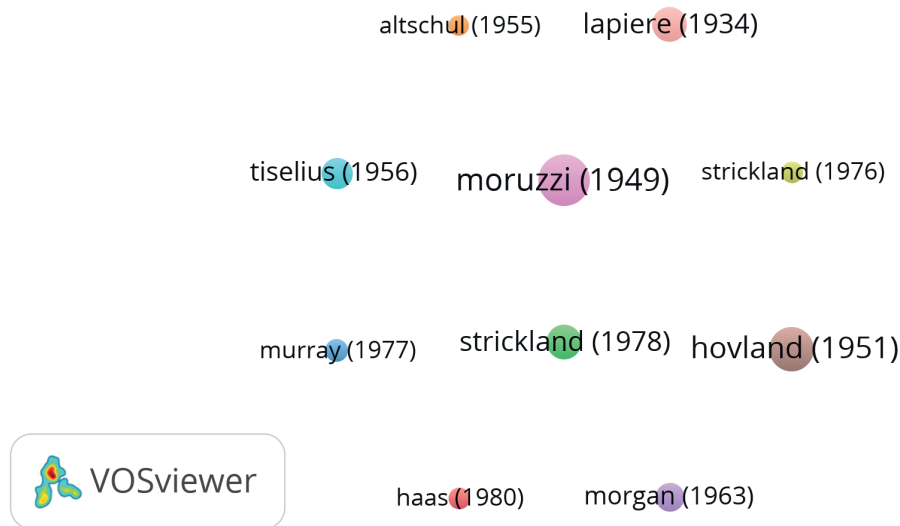 altschul (1955)
lapiere (1934)
tiselius (1956)
moruzzi (1949)
strickland (1976)
murray (1977)
strickland (1978)
hovland (1951)
VOSviewer
haas (1980)
morgan (1963)